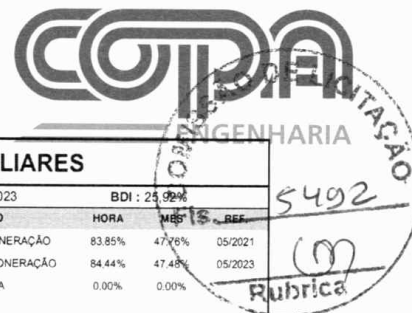 COPA
ENGENHARIA
COMISSÃO DE LICITAÇÃO
LIARES
023 BDI : 25,92%
O HORA MÊS REF.
NERAÇÃO 83,85% 47,76% 05/2021
ONERAÇÃO 84,44% 47,48% 05/2023
A 0,00% 0,00%
Fls. 5492
Rubrica